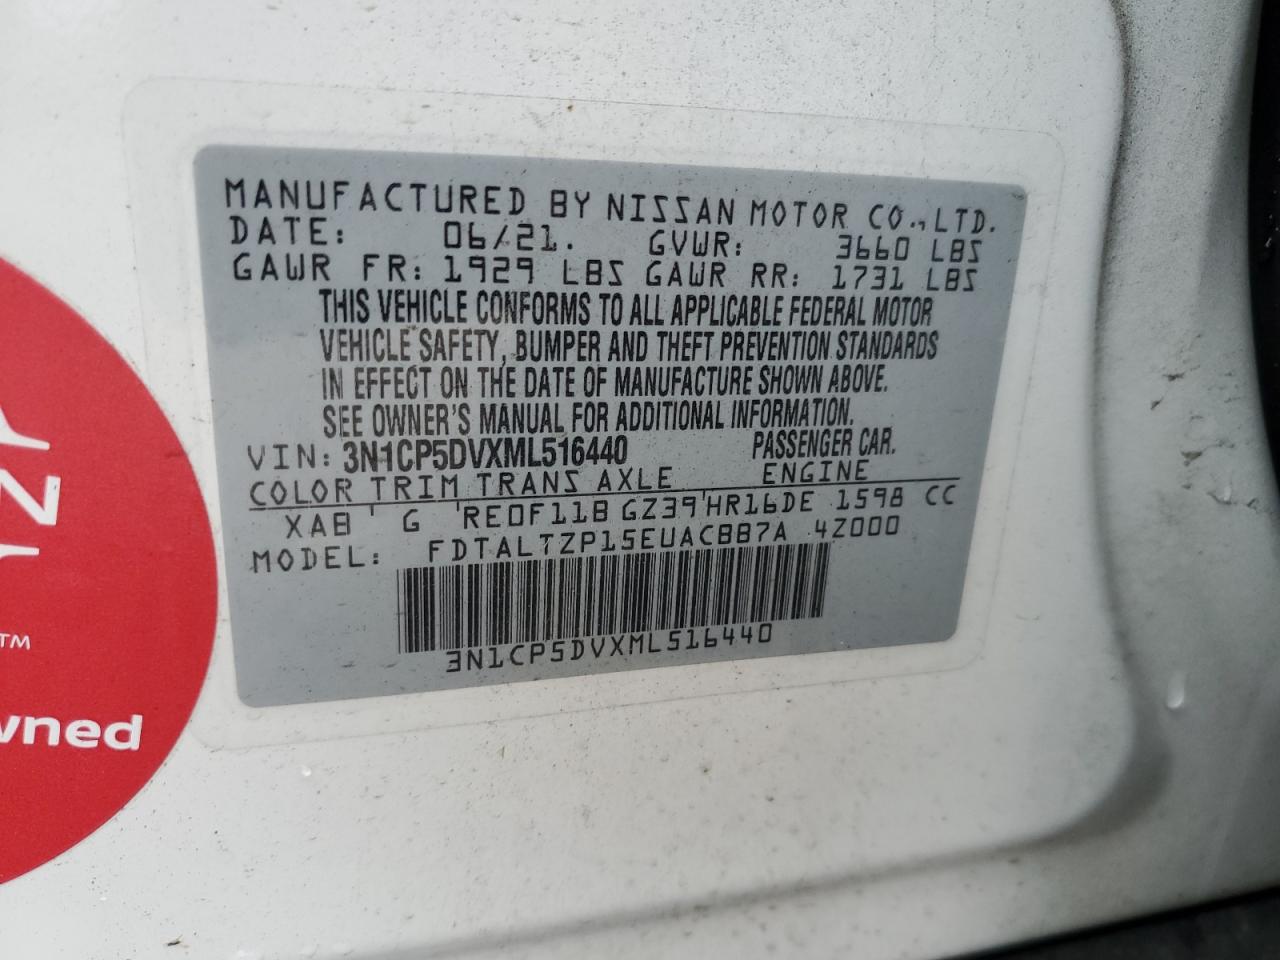 MANUFACTURED BY NISSAN MOTOR CO., LTD.
DATE: 06/21. GVWR: 3660 LBS
GAWR FR: 1929 LBS GAWR RR: 1731 LBS
THIS VEHICLE CONFORMS TO ALL APPLICABLE FEDERAL MOTOR
VEHICLE SAFETY, BUMPER AND THEFT PREVENTION STANDARDS
IN EFFECT ON THE DATE OF MANUFACTURE SHOWN ABOVE.
SEE OWNER'S MANUAL FOR ADDITIONAL INFORMATION.
VIN: 3N1CP5DVXML516440 PASSENGER CAR.
COLOR TRIM TRANS AXLE ENGINE
XAB G RE0F11B GZ39 HR16DE 1598 CC
MODEL: FDTALTZP15EUACBB7A 4Z000
3N1CP5DVXML516440
N
TM